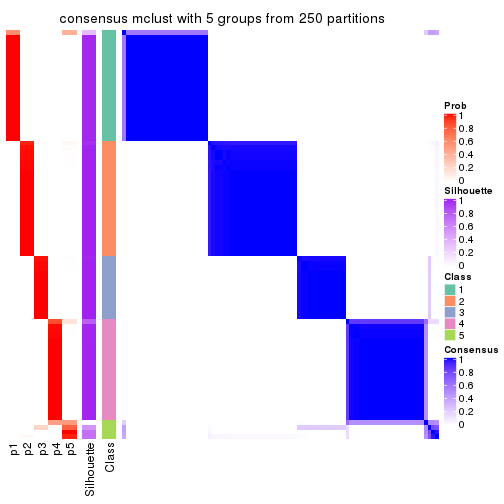 consensus mclust with 5 groups from 250 partitions
Prob
1
0.8
0.6
0.4
0.2
0
Silhouette
1
0.8
0.6
0.4
0.2
0
Class
1
2
3
4
5
Consensus
1
0.8
0.6
0.4
0.2
0
p1
p2
p3
p4
p5
Silhouette
Class